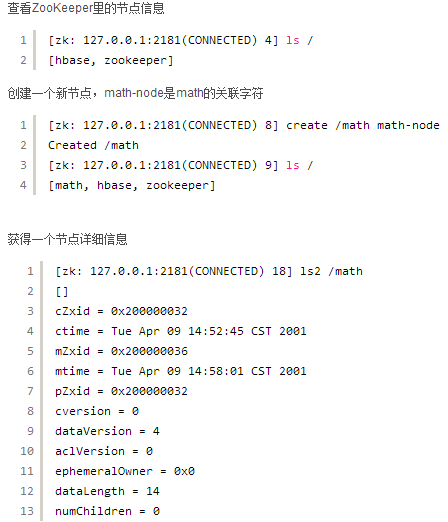 查看ZooKeeper里的节点信息
1 [zk: 127.0.0.1:2181(CONNECTED) 4] ls /
2 [hbase, zookeeper]
创建一个新节点，math-node是math的关联字符
1 [zk: 127.0.0.1:2181(CONNECTED) 8] create /math math-node
2 Created /math
3 [zk: 127.0.0.1:2181(CONNECTED) 9] ls /
4 [math, hbase, zookeeper]
获得一个节点详细信息
1 [zk: 127.0.0.1:2181(CONNECTED) 18] ls2 /math
2 []
3 cZxid = 0x200000032
4 ctime = Tue Apr 09 14:52:45 CST 2001
5 mZxid = 0x200000036
6 mtime = Tue Apr 09 14:58:01 CST 2001
7 pZxid = 0x200000032
8 cversion = 0
9 dataVersion = 4
10 aclVersion = 0
11 ephemeralOwner = 0x0
12 dataLength = 14
13 numChildren = 0